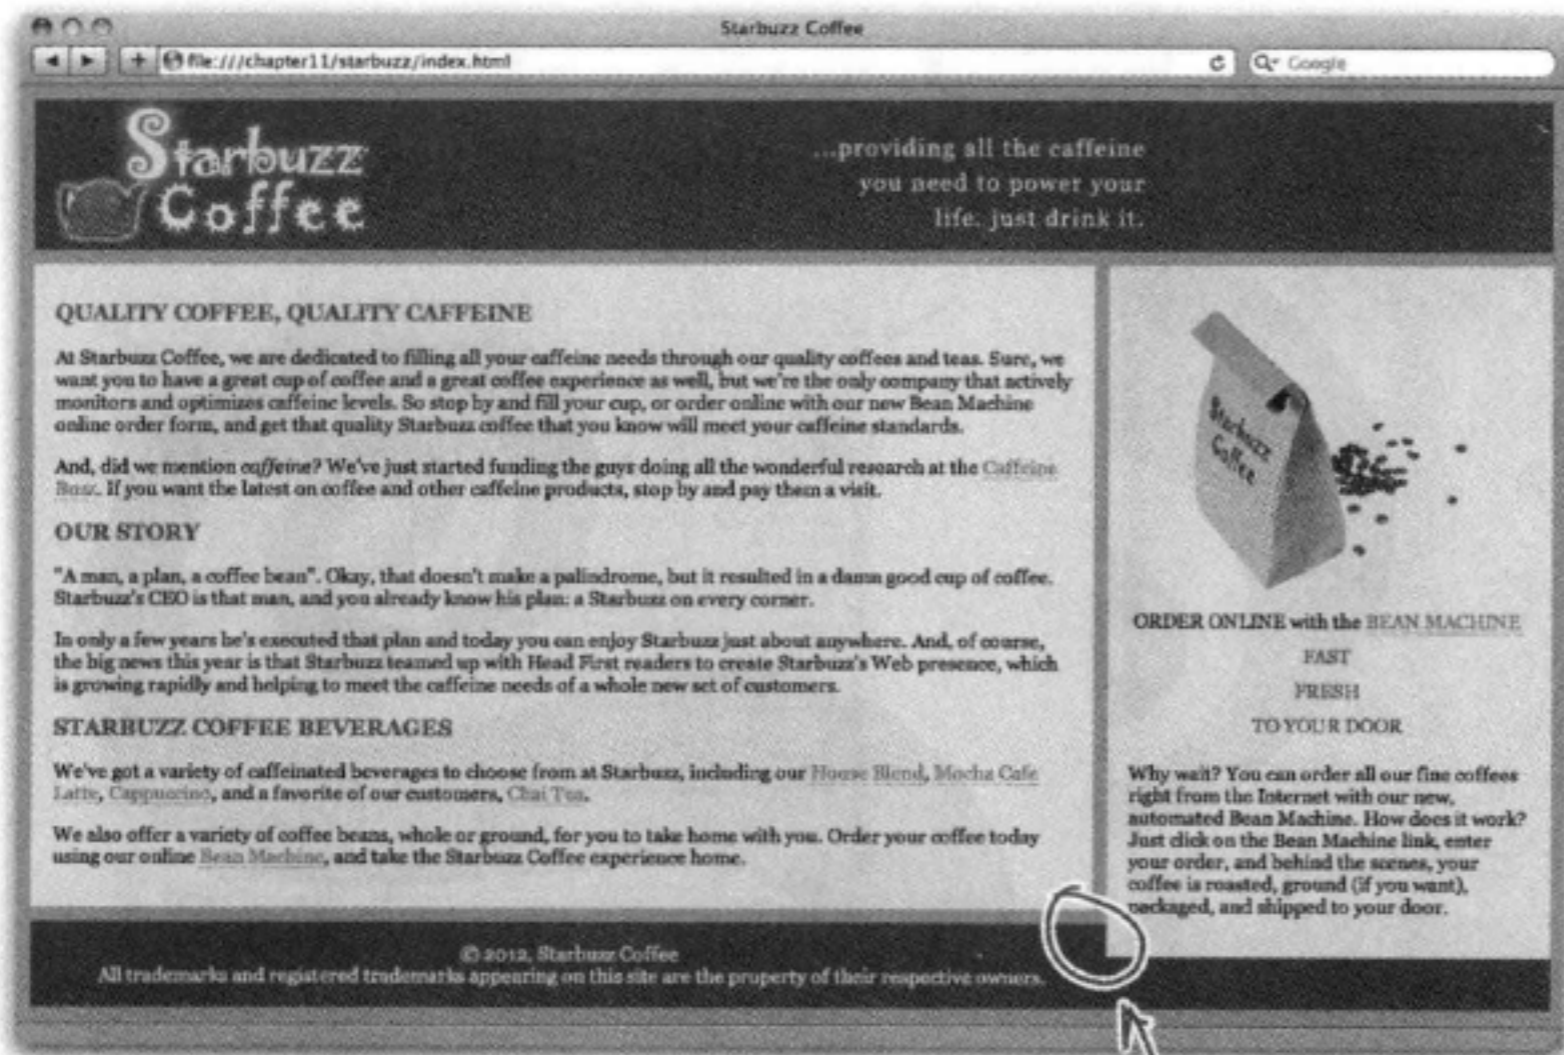 Starbuzz Coffee
file:///chapter11/starbuzz/index.html
Google
Starbuzz
Coffee
...providing all the caffeine
you need to power your
life. just drink it.
QUALITY COFFEE, QUALITY CAFFEINE
At Starbuzz Coffee, we are dedicated to filling all your caffeine needs through our quality coffees and teas. Sure, we
want you to have a great cup of coffee and a great coffee experience as well, but we're the only company that actively
monitors and optimizes caffeine levels. So stop by and fill your cup, or order online with our new Bean Machine
online order form, and get that quality Starbuzz coffee that you know will meet your caffeine standards.
And, did we mention caffeine? We've just started funding the guys doing all the wonderful research at the Caffeine
Buzz. If you want the latest on coffee and other caffeine products, stop by and pay them a visit.
OUR STORY
"A man, a plan, a coffee bean". Okay, that doesn't make a palindrome, but it resulted in a damn good cup of coffee.
Starbuzz's CEO is that man, and you already know his plan: a Starbuzz on every corner.
In only a few years he's executed that plan and today you can enjoy Starbuzz just about anywhere. And, of course,
the big news this year is that Starbuzz teamed up with Head First readers to create Starbuzz's Web presence, which
is growing rapidly and helping to meet the caffeine needs of a whole new set of customers.
STARBUZZ COFFEE BEVERAGES
We've got a variety of caffeinated beverages to choose from at Starbuzz, including our House Blend, Mocha Cafe
Latte, Cappuccino, and a favorite of our customers, Chai Tea.
We also offer a variety of coffee beans, whole or ground, for you to take home with you. Order your coffee today
using our online Bean Machine, and take the Starbuzz Coffee experience home.
Starbuzz
Coffee
ORDER ONLINE with the BEAN MACHINE
FAST
FRESH
TO YOUR DOOR
Why wait? You can order all our fine coffees
right from the Internet with our new,
automated Bean Machine. How does it work?
Just click on the Bean Machine link, enter
your order, and behind the scenes, your
coffee is roasted, ground (if you want),
packaged, and shipped to your door.
© 2012, Starbuzz Coffee
All trademarks and registered trademarks appearing on this site are the property of their respective owners.